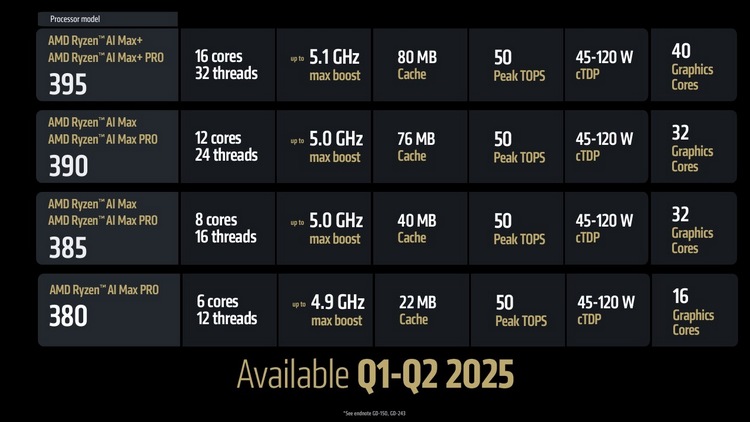 Processor model
AMD Ryzen™ AI Max+
AMD Ryzen™ AI Max+ PRO
395
16 cores
32 threads
up to 5.1 GHz
max boost
80 MB
Cache
50
Peak TOPS
45-120 W
cTDP
40
Graphics
Cores
AMD Ryzen™ AI Max
AMD Ryzen™ AI Max PRO
390
12 cores
24 threads
up to 5.0 GHz
max boost
76 MB
Cache
50
Peak TOPS
45-120 W
cTDP
32
Graphics
Cores
AMD Ryzen™ AI Max
AMD Ryzen™ AI Max PRO
385
8 cores
16 threads
up to 5.0 GHz
max boost
40 MB
Cache
50
Peak TOPS
45-120 W
cTDP
32
Graphics
Cores
AMD Ryzen™ AI Max PRO
380
6 cores
12 threads
up to 4.9 GHz
max boost
22 MB
Cache
50
Peak TOPS
45-120 W
cTDP
16
Graphics
Cores
Available Q1-Q2 2025
*See endnote GD-150, GD-243